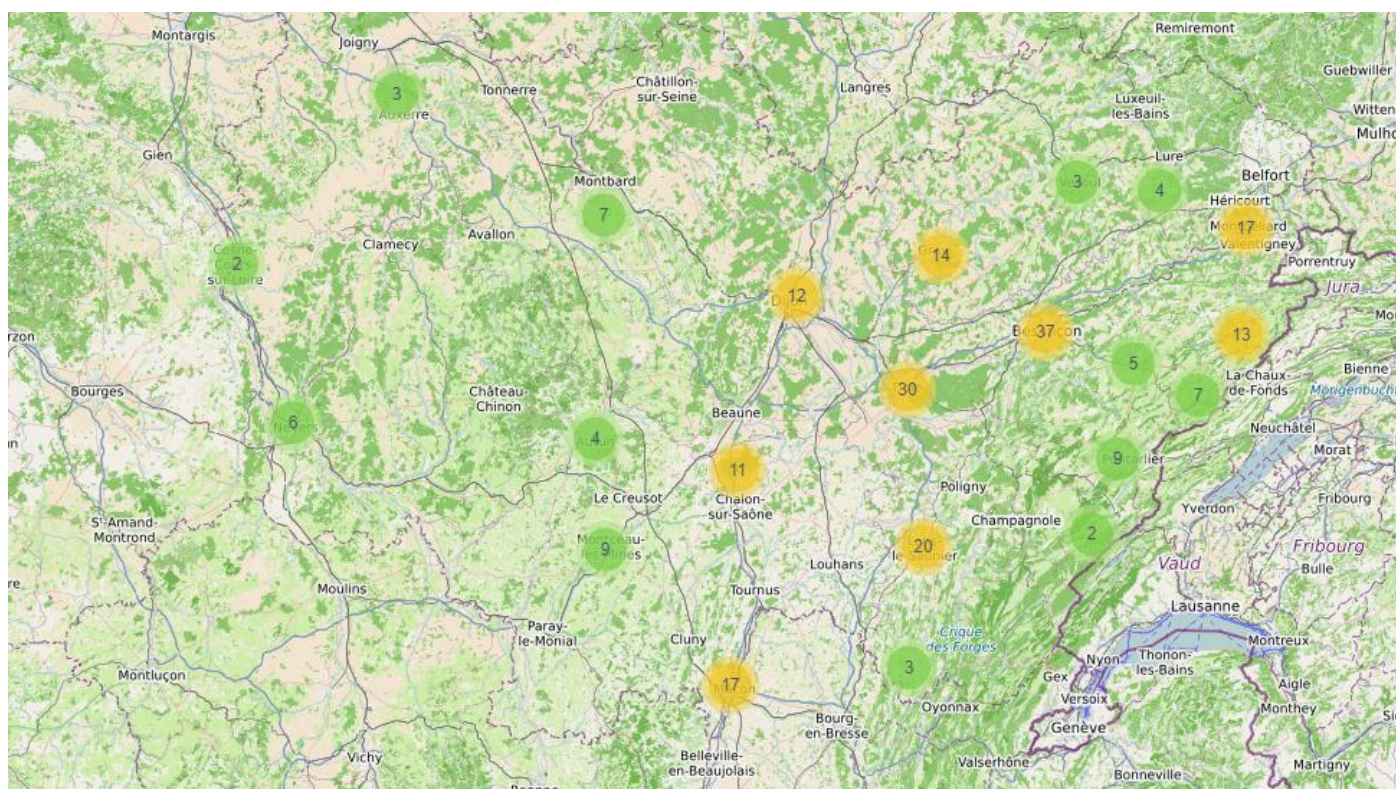 Remiremont
Montargis
Joigny
Guebwiller
Châtillon-
sur-Seine
Langres
Tonnerre
3
Luxeuil-
les-Bains
Witten
Auxerre
Mulho
Gien
Lure
Belfort
Montbard
3
4
Héricourt
7
17
Valentigney
Avallon
Clamecy
14
Porrentruy
2
sur-Loire
Jura
12
rzon
37
13
5
La Chaux-
de-Fonds
Bienne
Bourges
Château-
Chinon
30
7
Beaune
Neuchâtel
6
4
Morat
9
11
Poligny
Le Creusot
Chalon-
sur-Saône
Fribourg
Yverdon
St-Amand-
Montrond
Champagnole
2
9
20
Fribourg
Louhans
Vaud
Bulle
Moulins
Tournus
Lausanne
Paray-
le-Monial
Cluny
Crique
des Forges
Montreux
3
Nyon
Thonon-
les-Bains
Montluçon
Gex
17
Aigle
Versoix
Oyonnax
Monthey
Bourg-
en-Bresse
Genève
Vichy
Belleville-
en-Beaujolais
Valserhône
Martigny
Bonneville